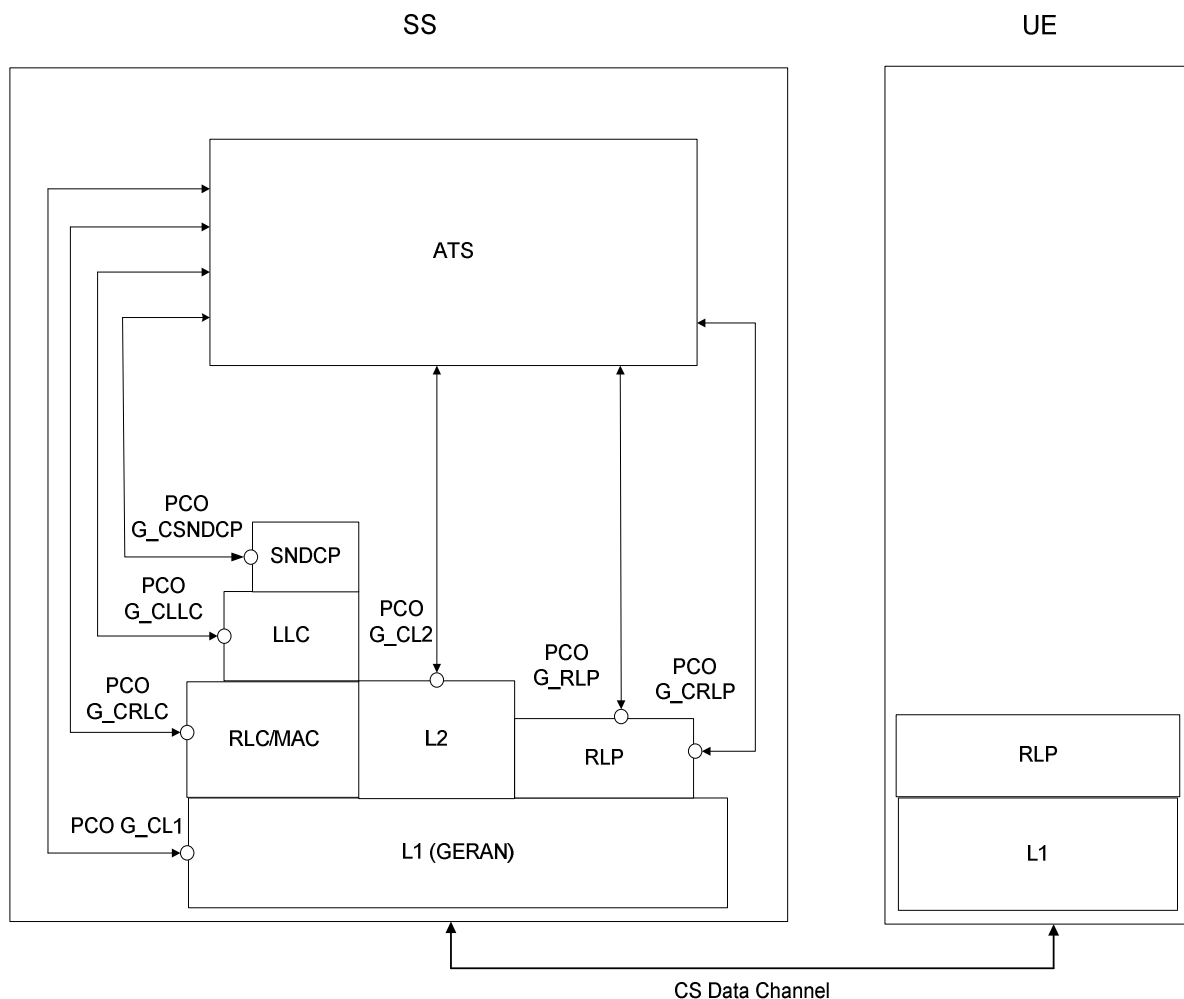 SS
UE
ATS
PCO
G_CSNDCP
SNDCP
PCO
G_CLLC
LLC
PCO
G_CL2
PCO
G_RLP
PCO
G_CRLP
PCO
G_CRLC
RLC/MAC
L2
RLP
RLP
PCO G_CL1
L1 (GERAN)
L1
CS Data Channel